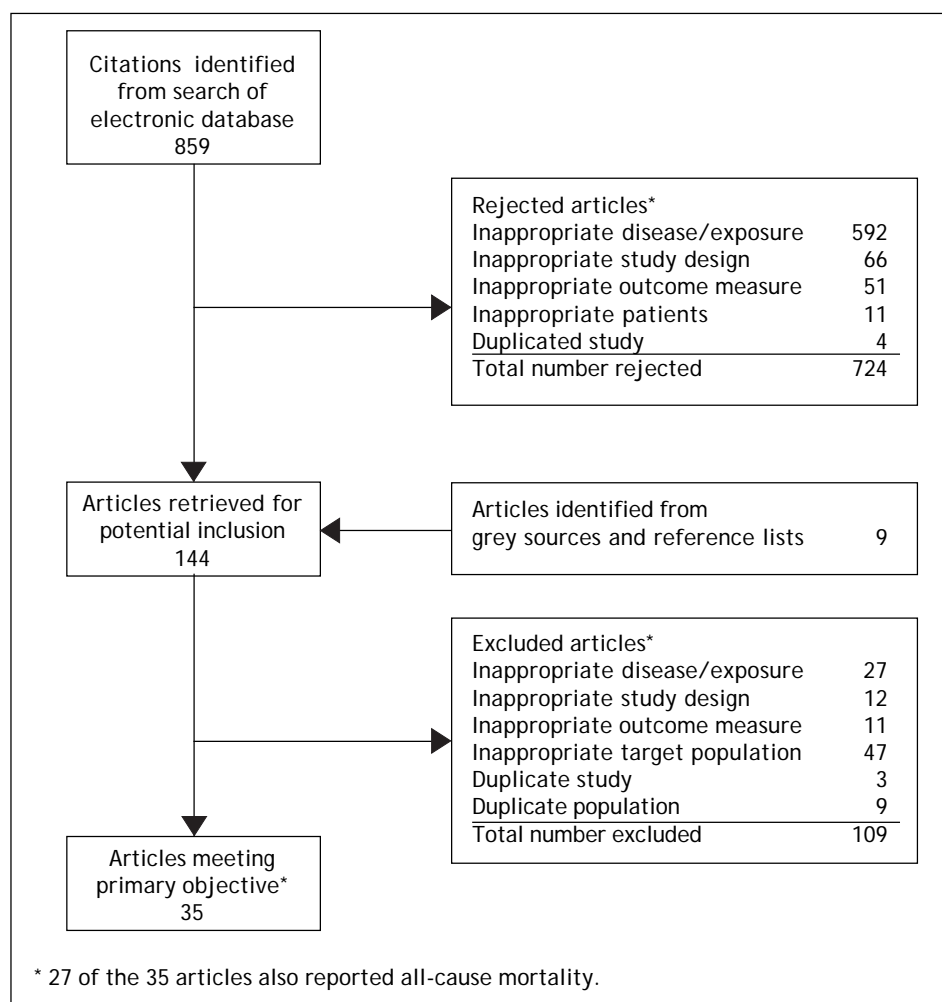 Citations identified
from search of
electronic database
859
Rejected articles*
Inappropriate disease/exposure 592
Inappropriate study design 66
Inappropriate outcome measure 51
Inappropriate patients 11
Duplicated study 4
Total number rejected 724
Articles retrieved for
potential inclusion
144
Articles identified from
grey sources and reference lists 9
Excluded articles*
Inappropriate disease/exposure 27
Inappropriate study design 12
Inappropriate outcome measure 11
Inappropriate target population 47
Duplicate study 3
Duplicate population 9
Total number excluded 109
Articles meeting
primary objective*
35
* 27 of the 35 articles also reported all-cause mortality.